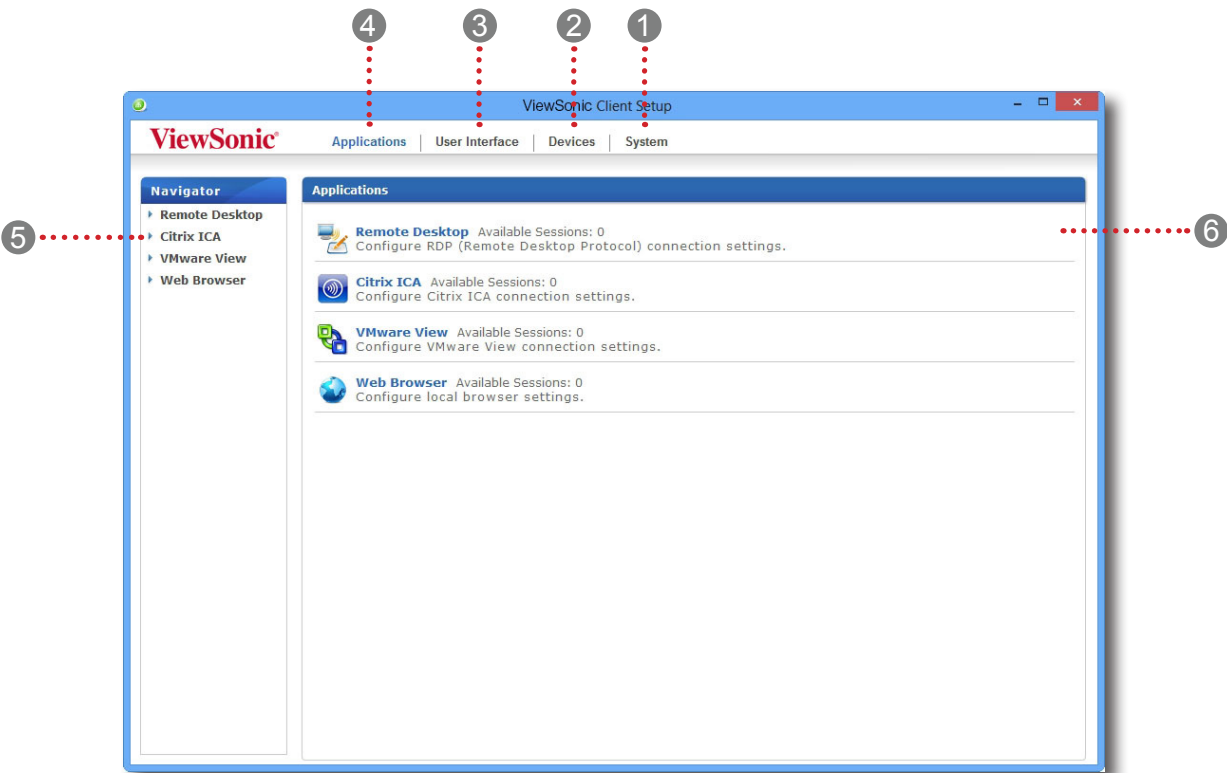 4 3 2 1
ViewSonic Client Setup
ViewSonic® Applications User Interface Devices System
Navigator
Remote Desktop
5 Citrix ICA
VMware View
Web Browser
Applications
Remote Desktop Available Sessions: 0
Configure RDP (Remote Desktop Protocol) connection settings.
6
Citrix ICA Available Sessions: 0
Configure Citrix ICA connection settings.
VMware View Available Sessions: 0
Configure VMware View connection settings.
Web Browser Available Sessions: 0
Configure local browser settings.